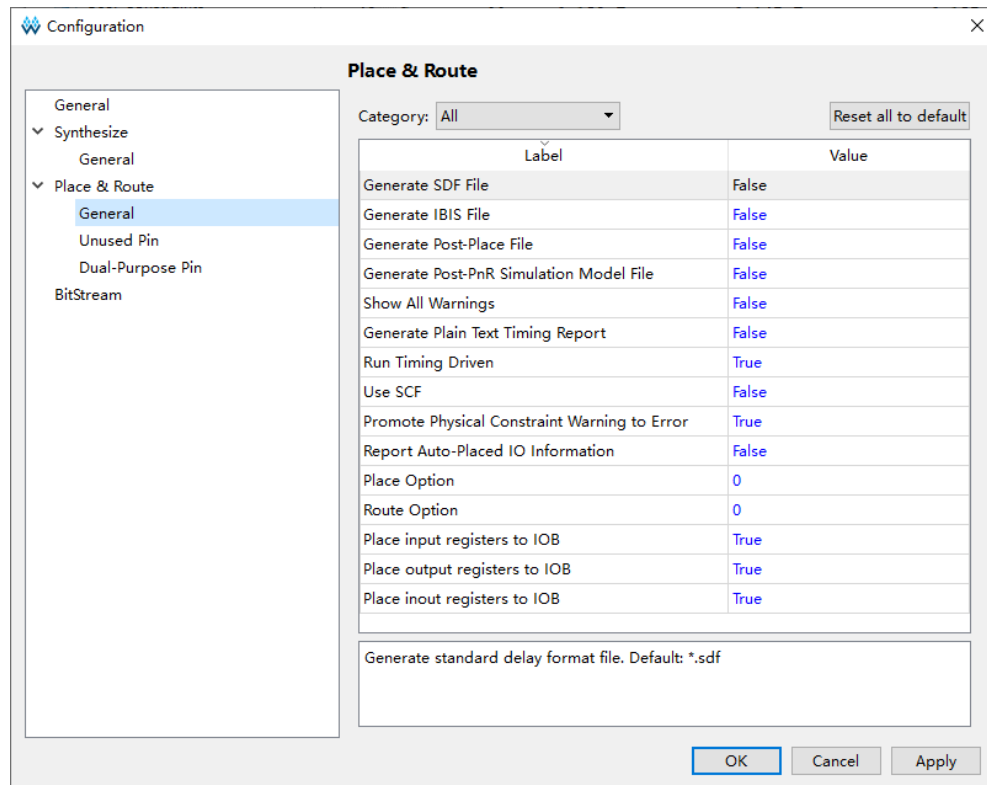 Configuration
Place & Route
General
Synthesize
General
Place & Route
General
Unused Pin
Dual-Purpose Pin
BitStream
Category: All
Reset all to default
Label Value
Generate SDF File False
Generate IBIS File False
Generate Post-Place File False
Generate Post-PnR Simulation Model File False
Show All Warnings False
Generate Plain Text Timing Report False
Run Timing Driven True
Use SCF False
Promote Physical Constraint Warning to Error True
Report Auto-Placed IO Information False
Place Option 0
Route Option 0
Place input registers to IOB True
Place output registers to IOB True
Place inout registers to IOB True
Generate standard delay format file. Default: *.sdf
OK Cancel Apply